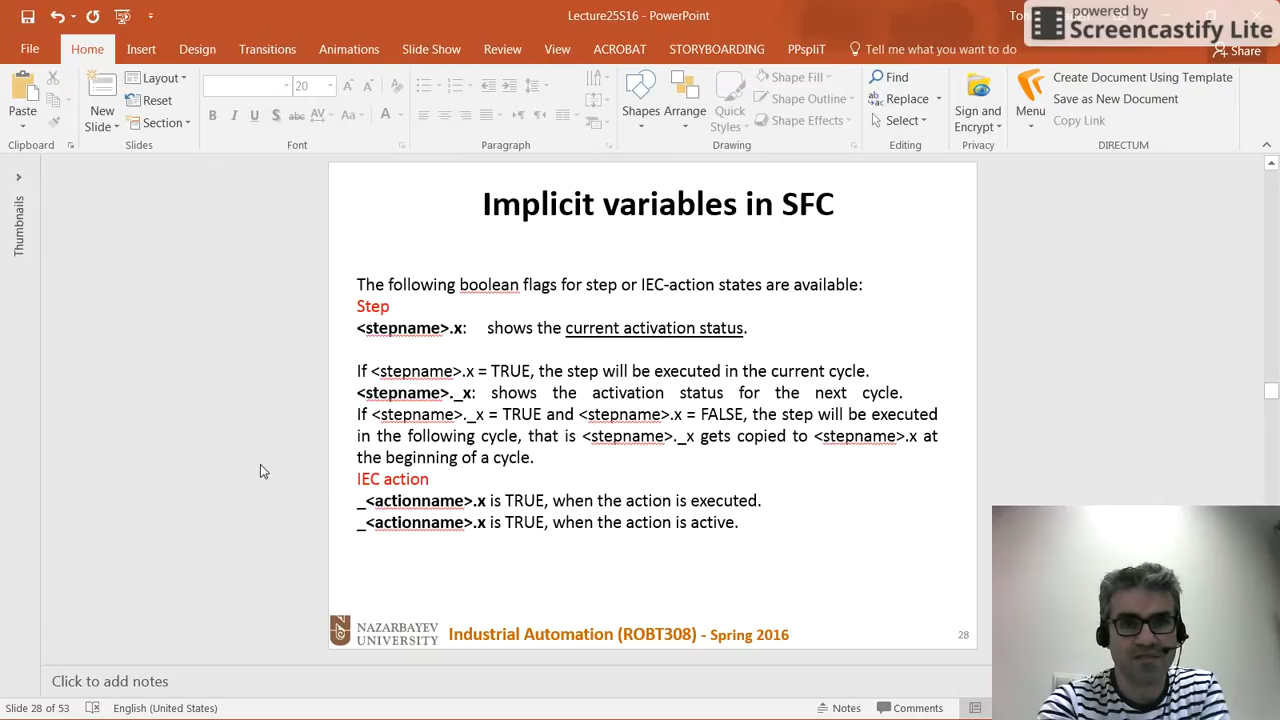 Lecture25S16 - PowerPoint
powered by
Screencastify Lite
File Home Insert Design Transitions Animations Slide Show Review View ACROBAT STORYBOARDING PPspliT Tell me what you want to do Share
Paste
New
Slide
Layout
Reset
Section
20
B I U S abc AV Aa A
Shapes
Arrange
Quick
Styles
Shape Fill
Shape Outline
Shape Effects
Find
Replace
Select
Sign and
Encrypt
Menu
Create Document Using Template
Save as New Document
Copy Link
Clipboard Slides Font Paragraph Drawing Editing Privacy DIRECTUM
Thumbnails
Implicit variables in SFC
The following boolean flags for step or IEC-action states are available:
Step
<stepname>.x: shows the current activation status.
If <stepname>.x = TRUE, the step will be executed in the current cycle.
<stepname>._x: shows the activation status for the next cycle.
If <stepname>._x = TRUE and <stepname>.x = FALSE, the step will be executed
in the following cycle, that is <stepname>._x gets copied to <stepname>.x at
the beginning of a cycle.
IEC action
_<actionname>.x is TRUE, when the action is executed.
_<actionname>.x is TRUE, when the action is active.
NAZARBAYEV
UNIVERSITY
Industrial Automation (ROBT308) - Spring 2016
28
Click to add notes
Slide 28 of 53 English (United States) Notes Comments